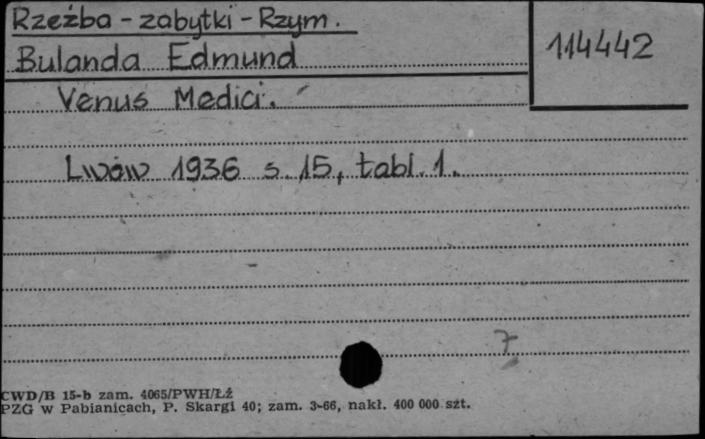 Rzeźba - zabytki - Rzym.
Bulanda Edmund
114442
Venus Medici.
Lwów 1936 s. 15, tabl. 1.
7
CWD/B 15-b zam. 4065/PWH/ŁŻ
PZG w Pabianicach, P. Skargi 40; zam. 3-66, nakł. 400 000 szt.